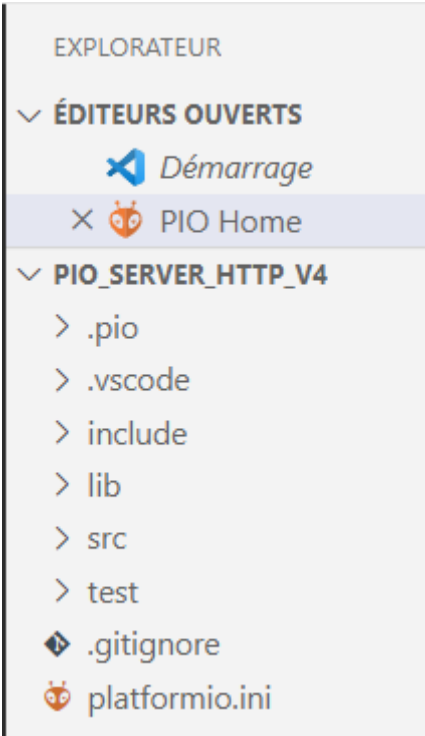 EXPLORATEUR
ÉDITEURS OUVERTS
Démarrage
PIO Home
PIO_SERVER_HTTP_V4
.pio
.vscode
include
lib
src
test
.gitignore
platformio.ini